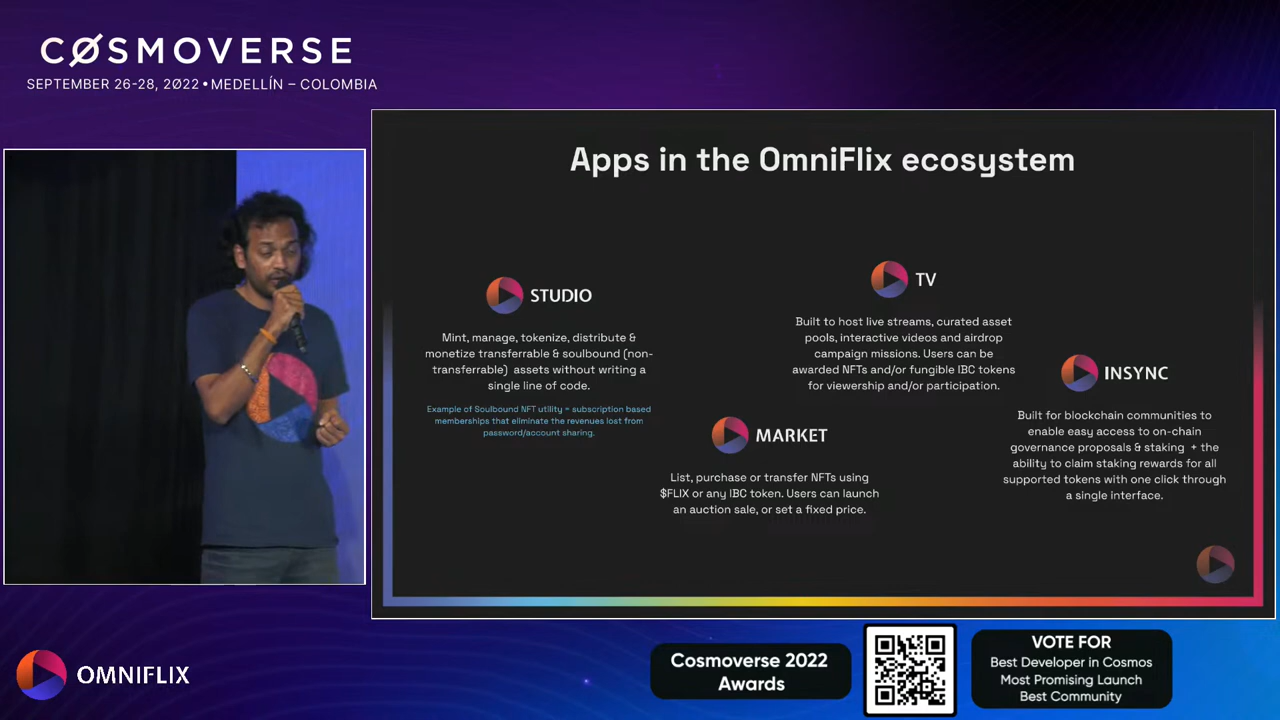 CØSMOVERSE
SEPTEMBER 26-28, 2Ø22 • MEDELLÍN – COLOMBIA
Apps in the OmniFlix ecosystem
STUDIO
Mint, manage, tokenize, distribute &
monetize transferrable & soulbound (non-
transferrable) assets without writing a
single line of code.
Example of Soulbound NFT utility = subscription based
memberships that eliminate the revenues lost from
password/account sharing.
MARKET
List, purchase or transfer NFTs using
$FLIX or any IBC token. Users can launch
an auction sale, or set a fixed price.
TV
Built to host live streams, curated asset
pools, interactive videos and airdrop
campaign missions. Users can be
awarded NFTs and/or fungible IBC tokens
for viewership and/or participation.
INSYNC
Built for blockchain communities to
enable easy access to on-chain
governance proposals & staking + the
ability to claim staking rewards for all
supported tokens with one click through
a single interface.
OMNIFLIX
Cosmoverse 2022
Awards
VOTE FOR
Best Developer in Cosmos
Most Promising Launch
Best Community